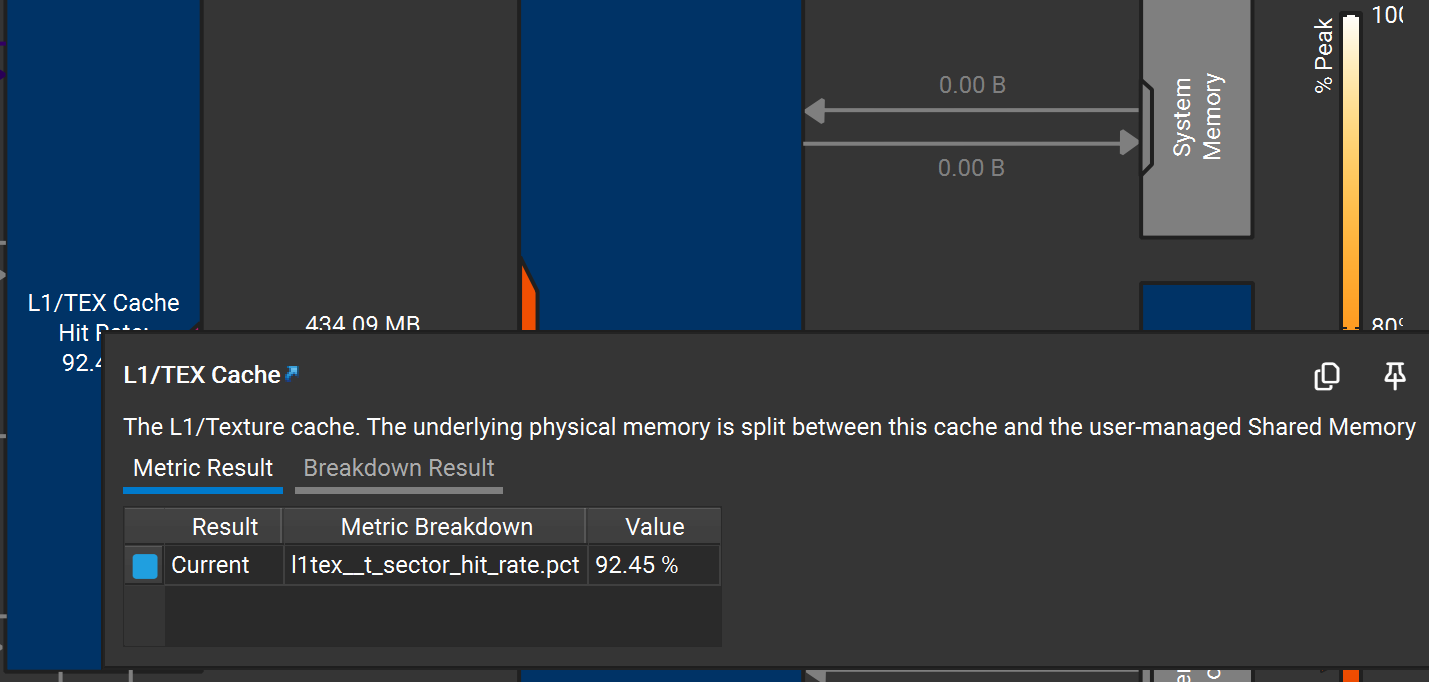 100
% Peak
0.00 B
System
Memory
0.00 B
L1/TEX Cache
Hit Rate:
92.4
434.09 MB
80%
L1/TEX Cache
The L1/Texture cache. The underlying physical memory is split between this cache and the user-managed Shared Memory
Metric Result Breakdown Result
Result Metric Breakdown Value
Current l1tex__t_sector_hit_rate.pct 92.45 %